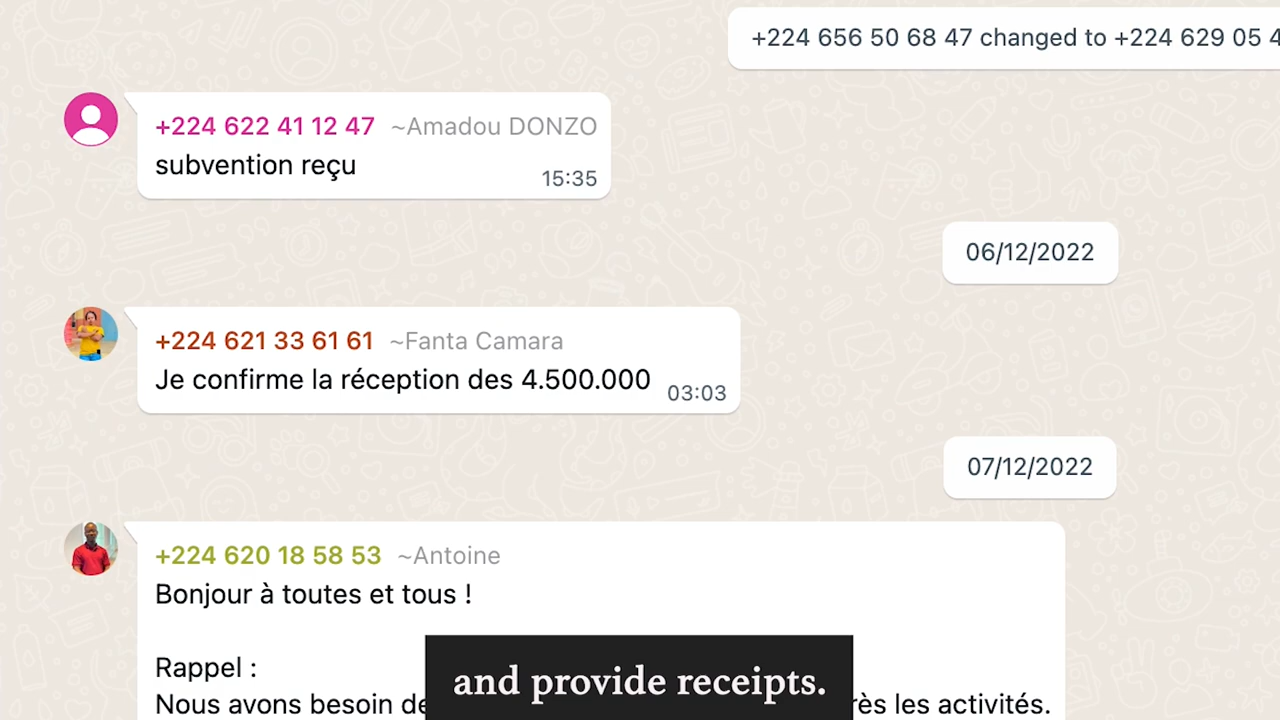 +224 656 50 68 47 changed to +224 629 05 4
+224 622 41 12 47 ~Amadou DONZO
subvention reçu
15:35
06/12/2022
+224 621 33 61 61 ~Fanta Camara
Je confirme la réception des 4.500.000
03:03
07/12/2022
+224 620 18 58 53 ~Antoine
Bonjour à toutes et tous !
Rappel :
Nous avons besoin les activités.
and provide receipts.